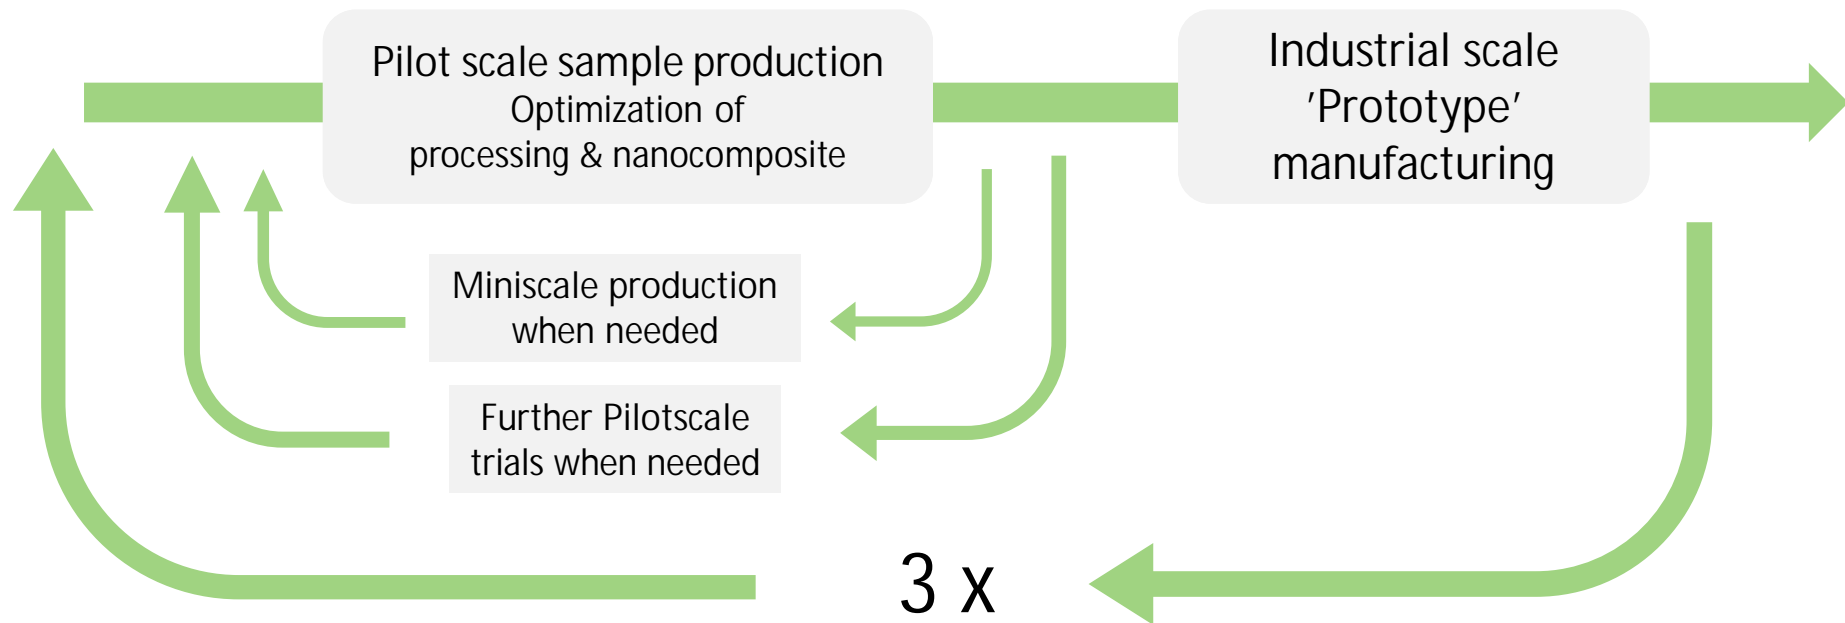 Pilot scale sample production
Optimization of
processing & nanocomposite
Industrial scale
'Prototype'
manufacturing
Miniscale production
when needed
Further Pilotscale
trials when needed
3 x